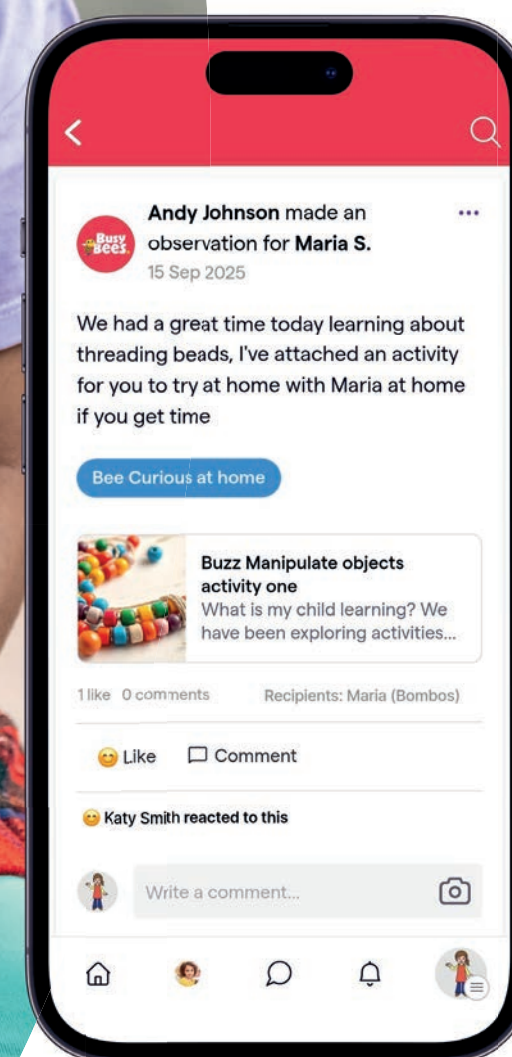 Busy
Bees
Andy Johnson made an
observation for Maria S.
15 Sep 2025
We had a great time today learning about
threading beads, I've attached an activity
for you to try at home with Maria at home
if you get time
Bee Curious at home
Buzz Manipulate objects
activity one
What is my child learning? We
have been exploring activities...
1 like 0 comments Recipients: Maria (Bombos)
Like Comment
Katy Smith reacted to this
Write a comment...